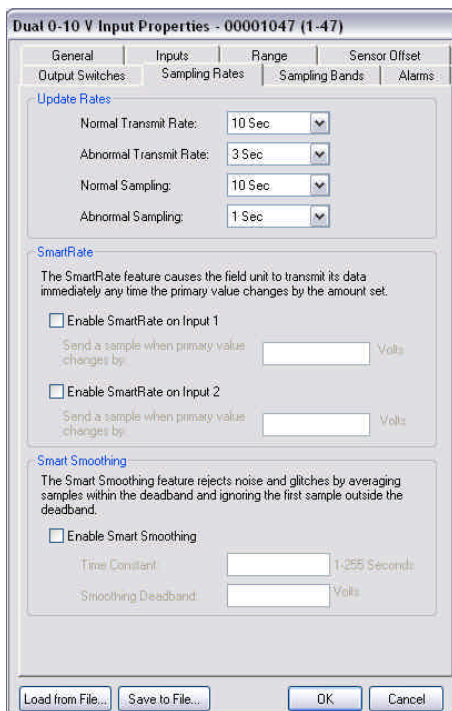 Dual 0-10 V Input Properties - 00001047 (1-47)
General
Inputs
Range
Sensor Offset
Output Switches
Sampling Rates
Sampling Bands
Alarms
Update Rates
Normal Transmit Rate:
10 Sec
Abnormal Transmit Rate:
3 Sec
Normal Sampling:
10 Sec
Abnormal Sampling:
1 Sec
SmartRate
The SmartRate feature causes the field unit to transmit its data
immediately any time the primary value changes by the amount set.
Enable SmartRate on Input 1
Send a sample when primary value
changes by:
Volts
Enable SmartRate on Input 2
Send a sample when primary value
changes by:
Volts
Smart Smoothing
The Smart Smoothing feature rejects noise and glitches by averaging
samples within the deadband and ignoring the first sample outside the
deadband.
Enable Smart Smoothing
Time Constant:
1-255 Seconds
Smoothing Deadband:
Volts
Load from File...
Save to File...
OK
Cancel